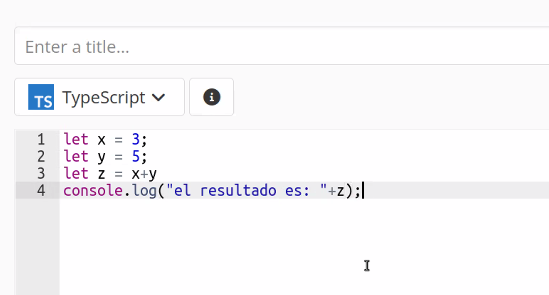 Enter a title...
TS TypeScript
1 let x = 3;
2 let y = 5;
3 let z = x+y
4 console.log("el resultado es: "+z);